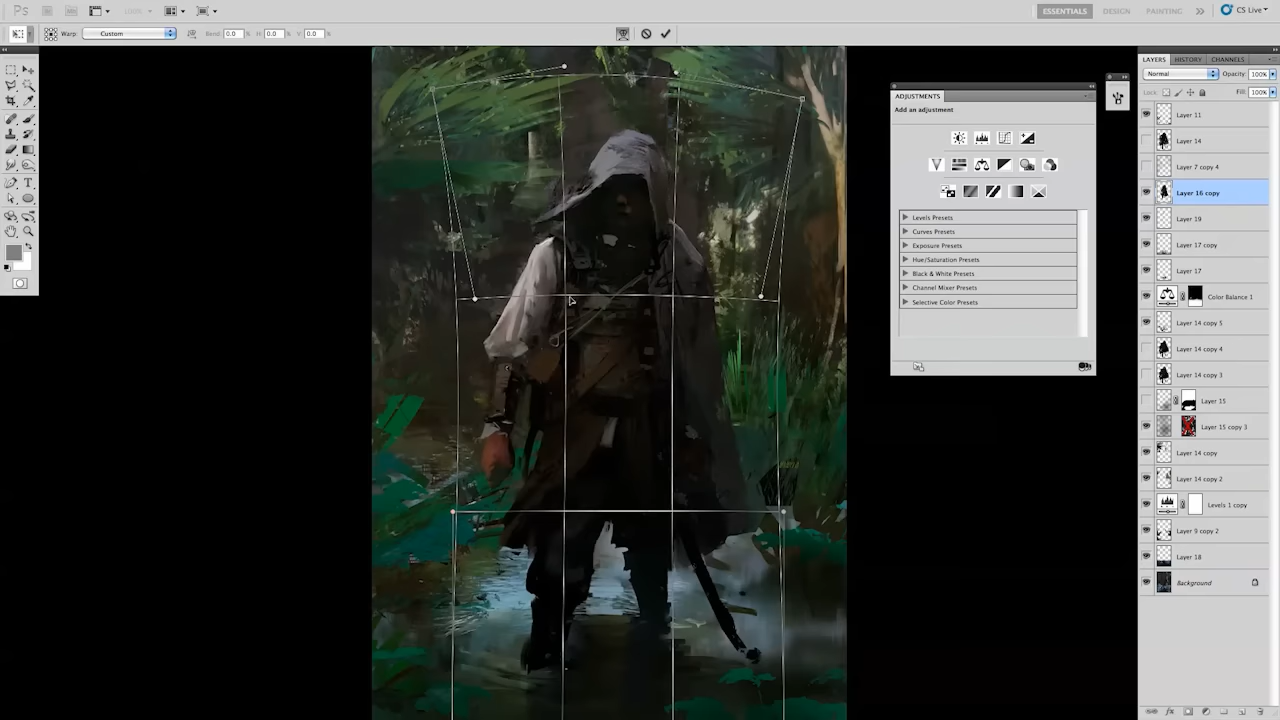 Ps
100%
ESSENTIALS
DESIGN
PAINTING
CS Live
Warp:
Custom
Bend: 0.0 %
H: 0.0 %
V: 0.0 %
LAYERS
HISTORY
CHANNELS
Normal
Opacity: 100%
Lock:
Fill: 100%
ADJUSTMENTS
Add an adjustment
Levels Presets
Curves Presets
Exposure Presets
Hue/Saturation Presets
Black & White Presets
Channel Mixer Presets
Selective Color Presets
Layer 11
Layer 14
Layer 7 copy 4
Layer 16 copy
Layer 19
Layer 17 copy
Layer 17
Color Balance 1
Layer 14 copy 5
Layer 14 copy 4
Layer 14 copy 3
Layer 15
Layer 15 copy 3
Layer 14 copy
Layer 14 copy 2
Levels 1 copy
Layer 9 copy 2
Layer 18
Background